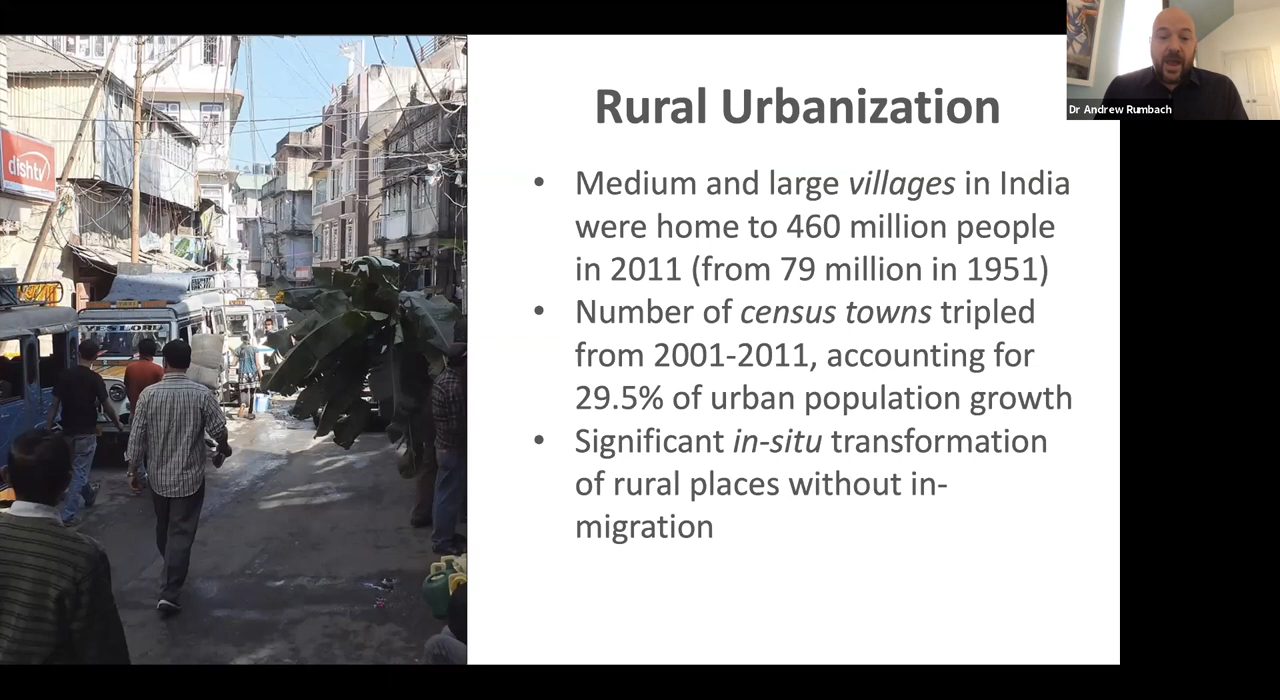 Rural Urbanization
• Medium and large villages in India
were home to 460 million people
in 2011 (from 79 million in 1951)
• Number of census towns tripled
from 2001-2011, accounting for
29.5% of urban population growth
• Significant in-situ transformation
of rural places without in-
migration
Dr Andrew Rumbach
dishtv